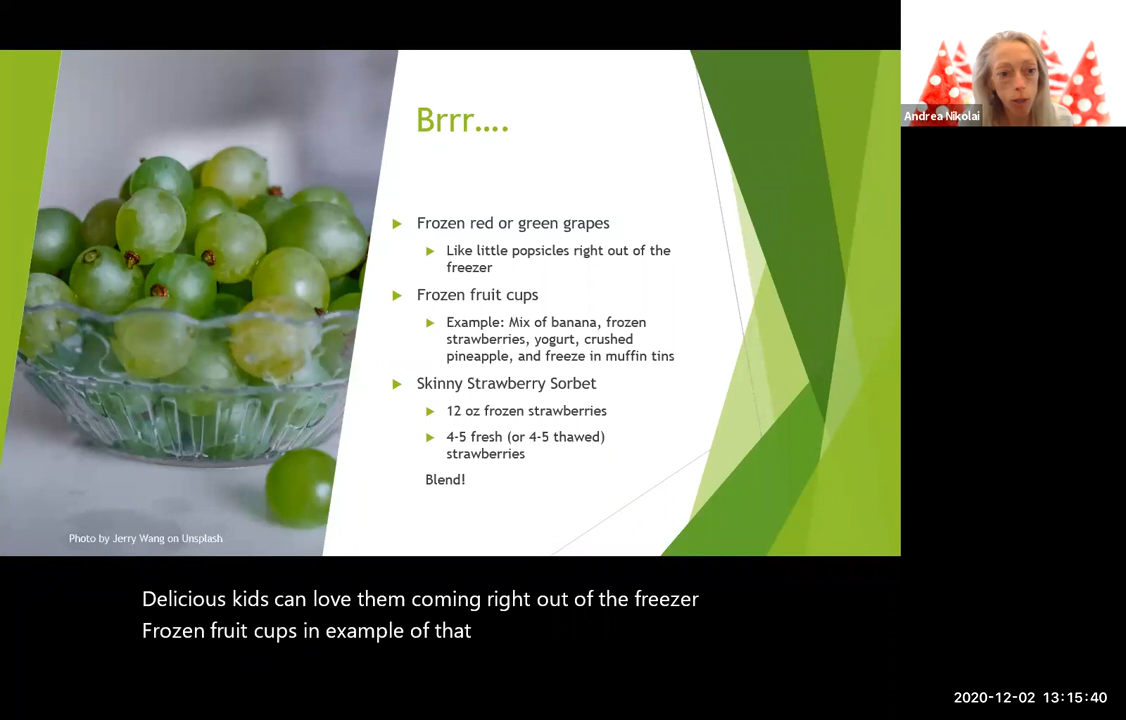 Andrea Nikolai
Brrr....
Frozen red or green grapes
Like little popsicles right out of the
freezer
Frozen fruit cups
Example: Mix of banana, frozen
strawberries, yogurt, crushed
pineapple, and freeze in muffin tins
Skinny Strawberry Sorbet
12 oz frozen strawberries
4-5 fresh (or 4-5 thawed)
strawberries
Blend!
Photo by Jerry Wang on Unsplash
Delicious kids can love them coming right out of the freezer
Frozen fruit cups in example of that
2020-12-02 13:15:40